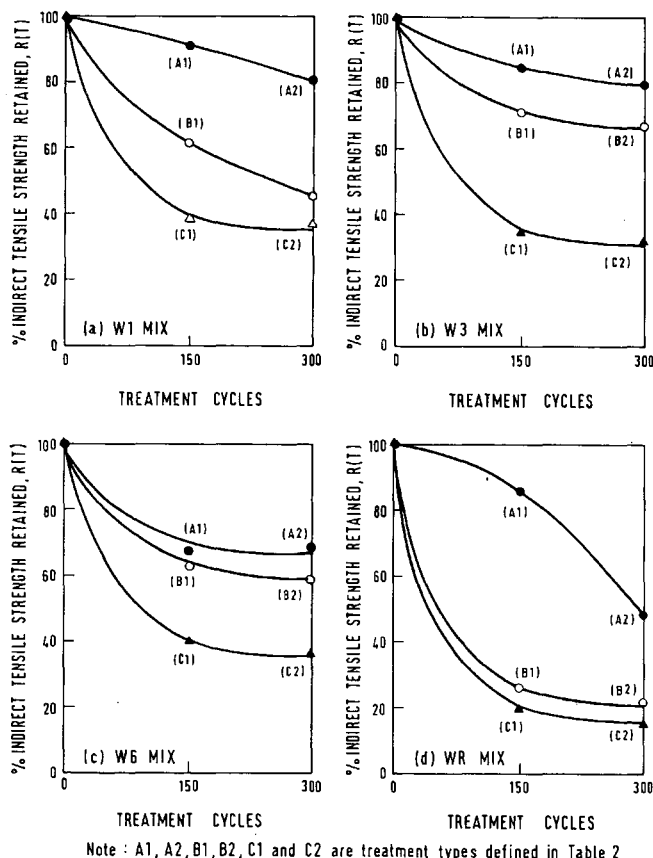 % INDIRECT TENSILE STRENGTH RETAINED, R(T)
100
80
60
40
20
0
(A1)
(A2)
(B1)
(C1)
(C2)
(a) W1 MIX
0
150
300
TREATMENT CYCLES
% INDIRECT TENSILE STRENGTH RETAINED, R(T)
100
80
60
40
20
0
(A1)
(A2)
(B1)
(B2)
(C1)
(C2)
(b) W3 MIX
0
150
300
TREATMENT CYCLES
% INDIRECT TENSILE STRENGTH RETAINED, R(T)
100
80
60
40
20
0
(A1)
(A2)
(B1)
(B2)
(C1)
(C2)
(c) W6 MIX
0
150
300
TREATMENT CYCLES
% INDIRECT TENSILE STRENGTH RETAINED, R(T)
100
80
60
40
20
0
(A1)
(A2)
(B1)
(B2)
(C1)
(C2)
(d) WR MIX
0
150
300
TREATMENT CYCLES
Note : A1, A2, B1, B2, C1 and C2 are treatment types defined in Table 2